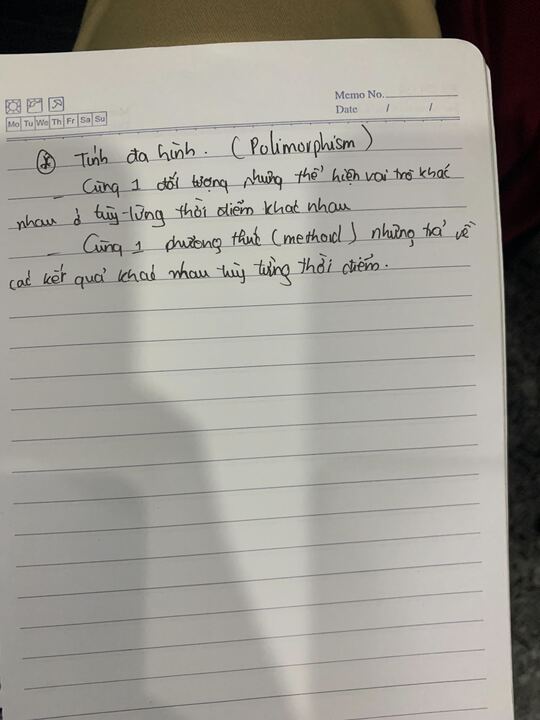 Memo No.
Mo Tu We Th Fr Sa Su
Date / /
Tính đa hình. (Polimorphism)
- Cùng 1 đối tượng nhưng thể hiện vai trò khác
nhau ở tùy từng thời điểm khác nhau
- Cùng 1 phương thức (method) nhưng trả về
các kết quả khác nhau tùy từng thời điểm.